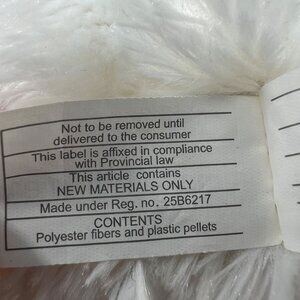 Not to be removed until
delivered to the consumer
This label is affixed in compliance
with Provincial law
This article contains
NEW MATERIALS ONLY
Made under Reg. no. 25B6217
CONTENTS
Polyester fibers and plastic pellets